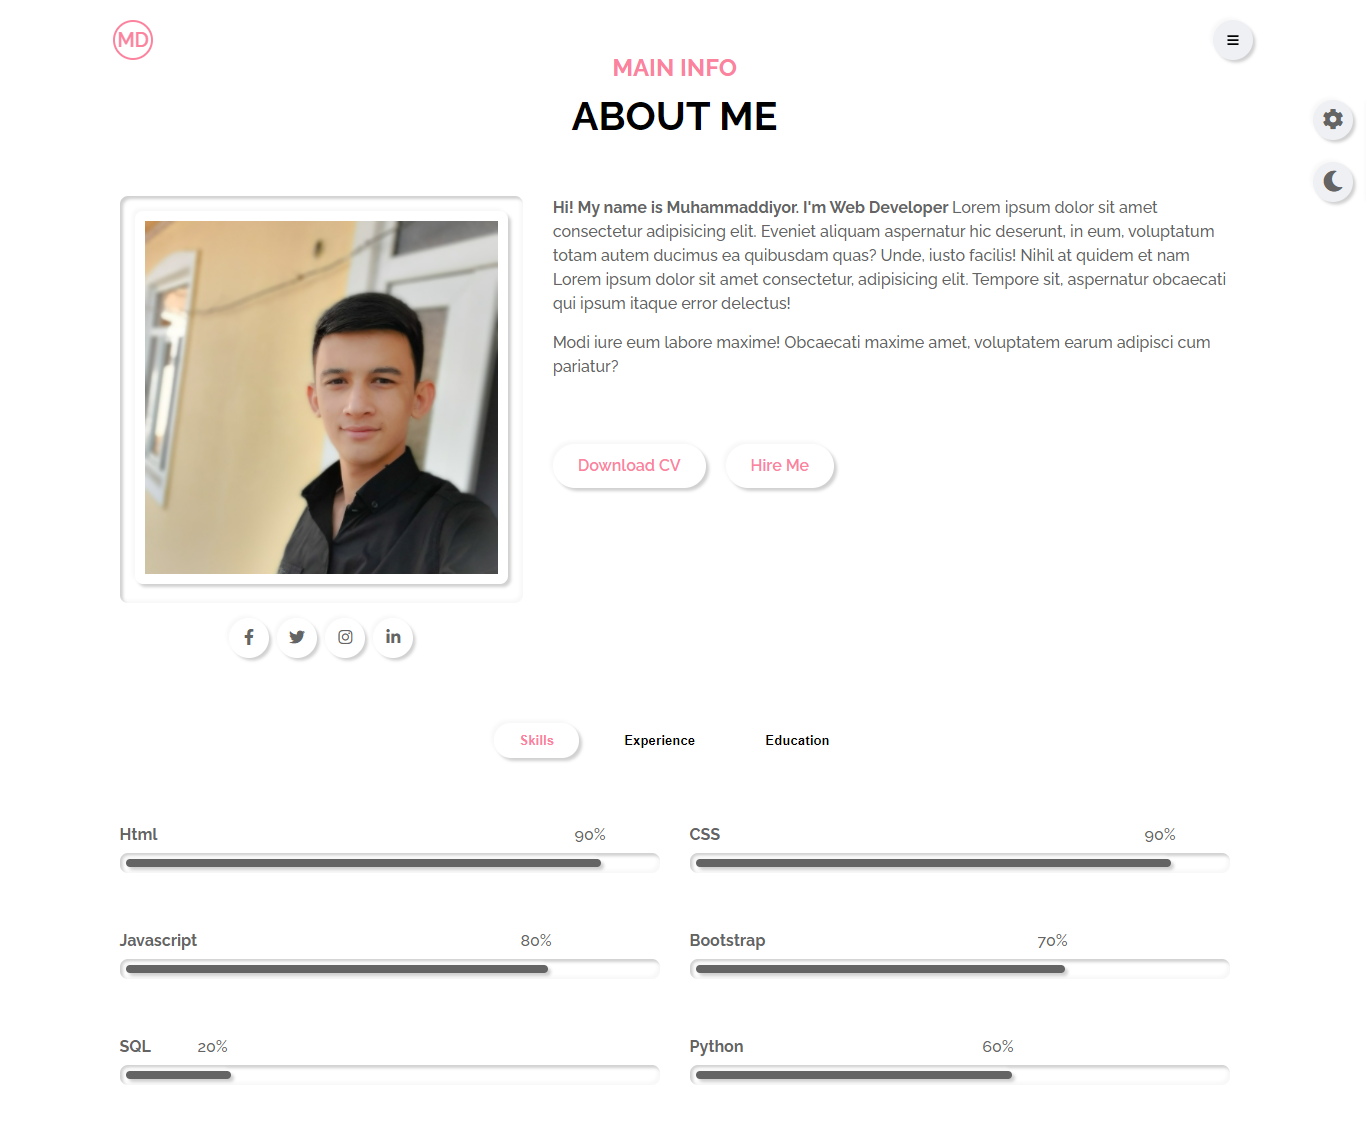 MD
MAIN INFO
ABOUT ME
Hi! My name is Muhammaddiyor. I'm Web Developer Lorem ipsum dolor sit amet
consectetur adipisicing elit. Eveniet aliquam aspernatur hic deserunt, in eum, voluptatum
totam autem ducimus ea quibusdam quas? Unde, iusto facilis! Nihil at quidem et nam
Lorem ipsum dolor sit amet consectetur, adipisicing elit. Tempore sit, aspernatur obcaecati
qui ipsum itaque error delectus!
Modi iure eum labore maxime! Obcaecati maxime amet, voluptatem earum adipisci cum
pariatur?
Download CV
Hire Me
Skills
Experience
Education
Html 90%
CSS 90%
Javascript 80%
Bootstrap 70%
SQL 20%
Python 60%